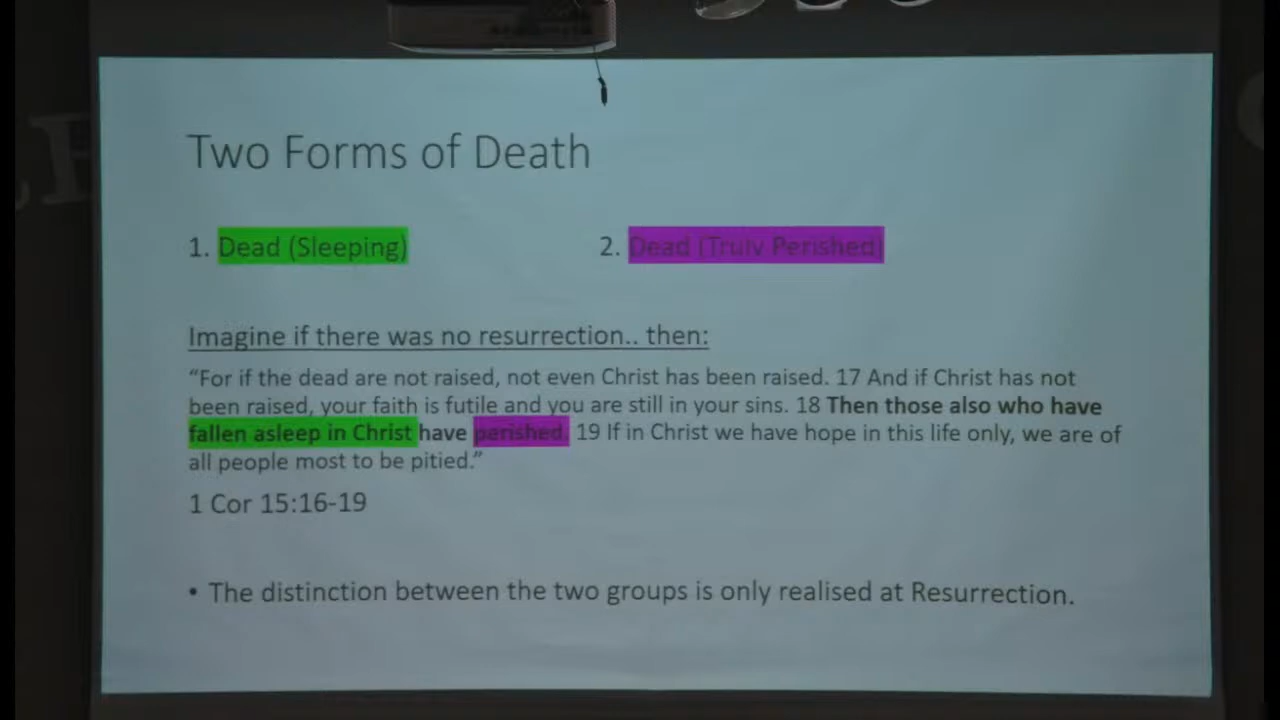 Two Forms of Death
1. Dead (Sleeping) 2. Dead (Truly Perished)
Imagine if there was no resurrection.. then:
“For if the dead are not raised, not even Christ has been raised. 17 And if Christ has not
been raised, your faith is futile and you are still in your sins. 18 Then those also who have
fallen asleep in Christ have perished. 19 If in Christ we have hope in this life only, we are of
all people most to be pitied.”
1 Cor 15:16-19
• The distinction between the two groups is only realised at Resurrection.